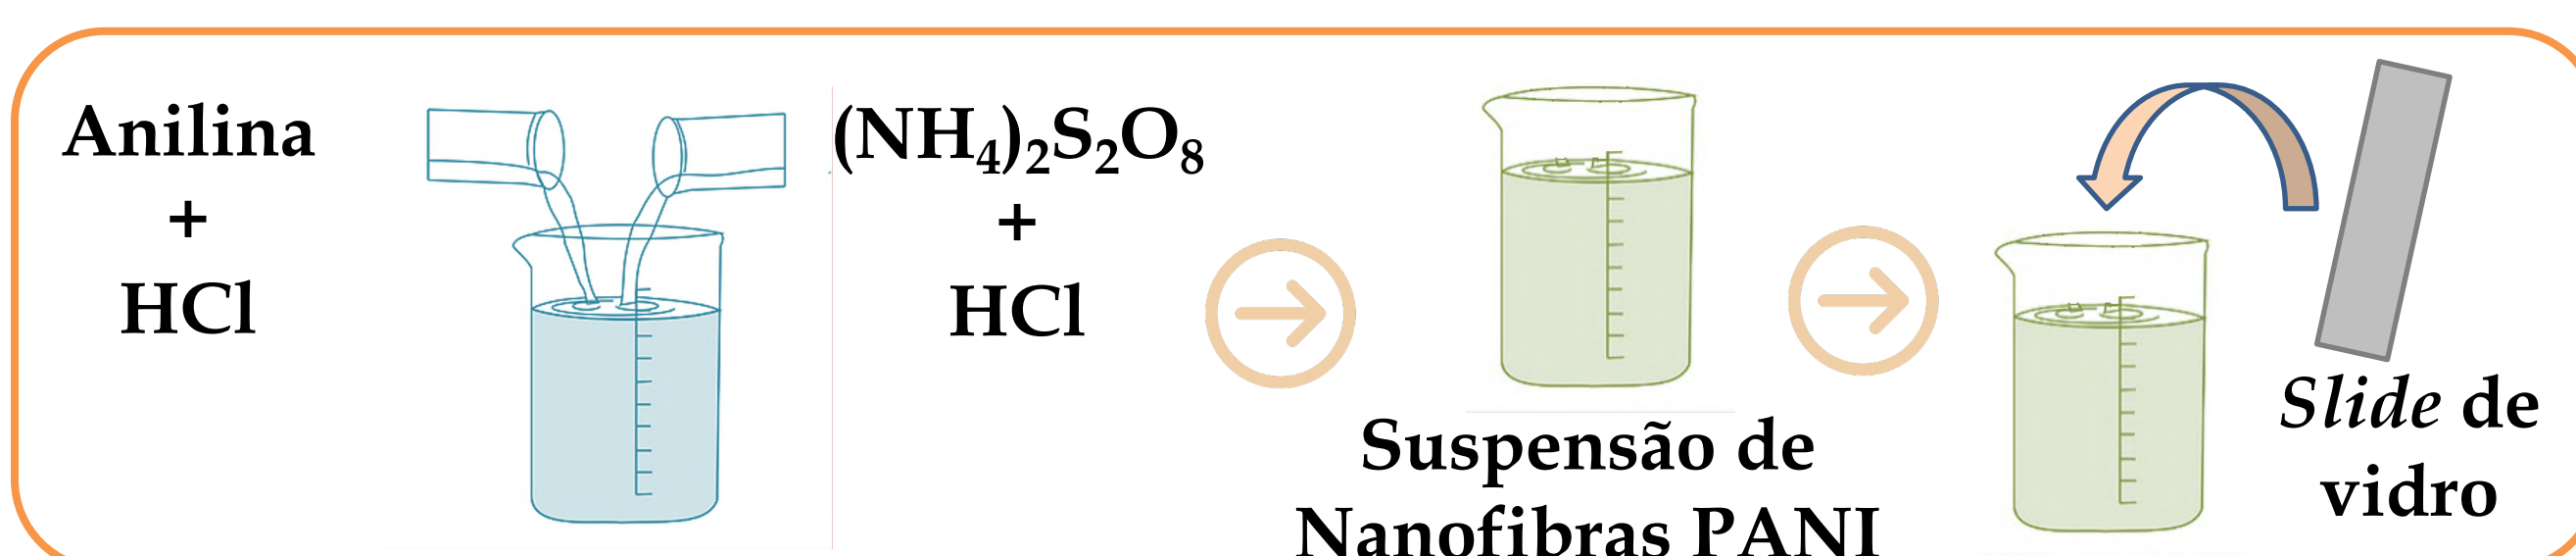 Anilina
+
HCl
(NH₄)₂S₂O₈
+
HCl
Suspensão de
Nanofibras PANI
Slide de
vidro